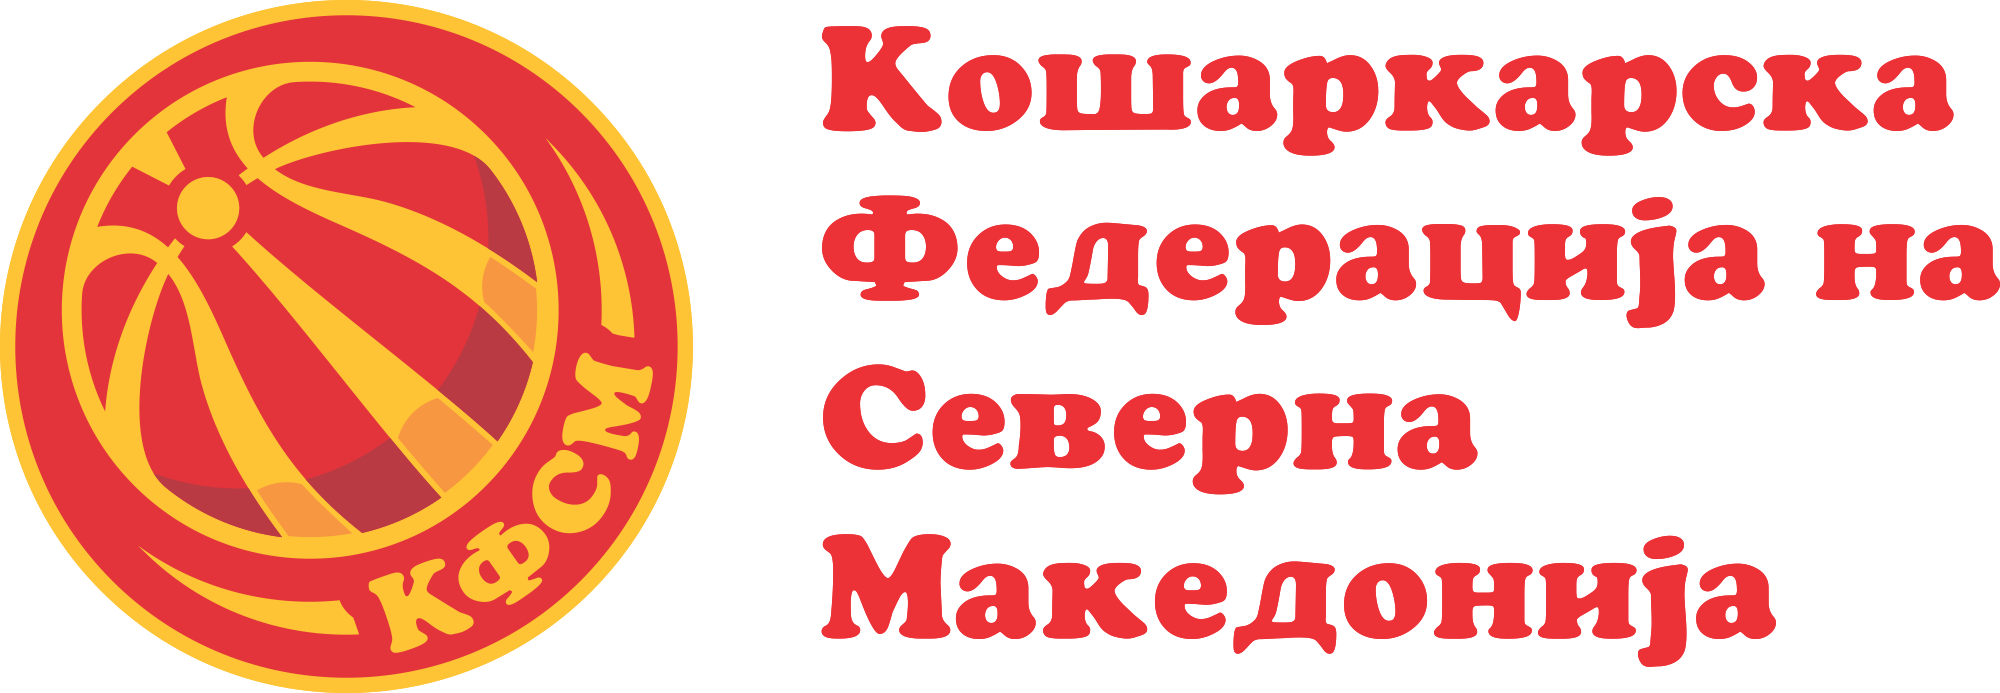 Кошаркарска
Федерација на
Северна
Македонија
КФСМ